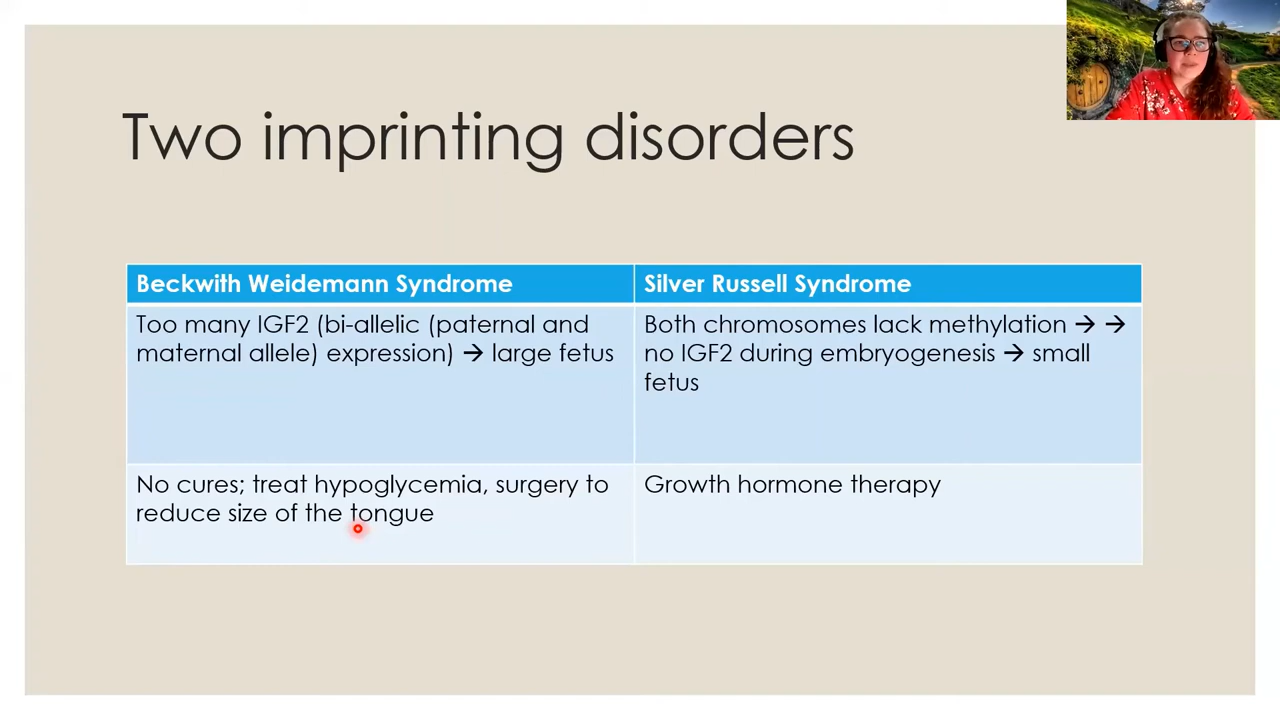 Two imprinting disorders
Beckwith Weidemann Syndrome
Silver Russell Syndrome
Too many IGF2 (bi-allelic (paternal and
maternal allele) expression) → large fetus
Both chromosomes lack methylation → →
no IGF2 during embryogenesis → small
fetus
No cures; treat hypoglycemia, surgery to
reduce size of the tongue
Growth hormone therapy